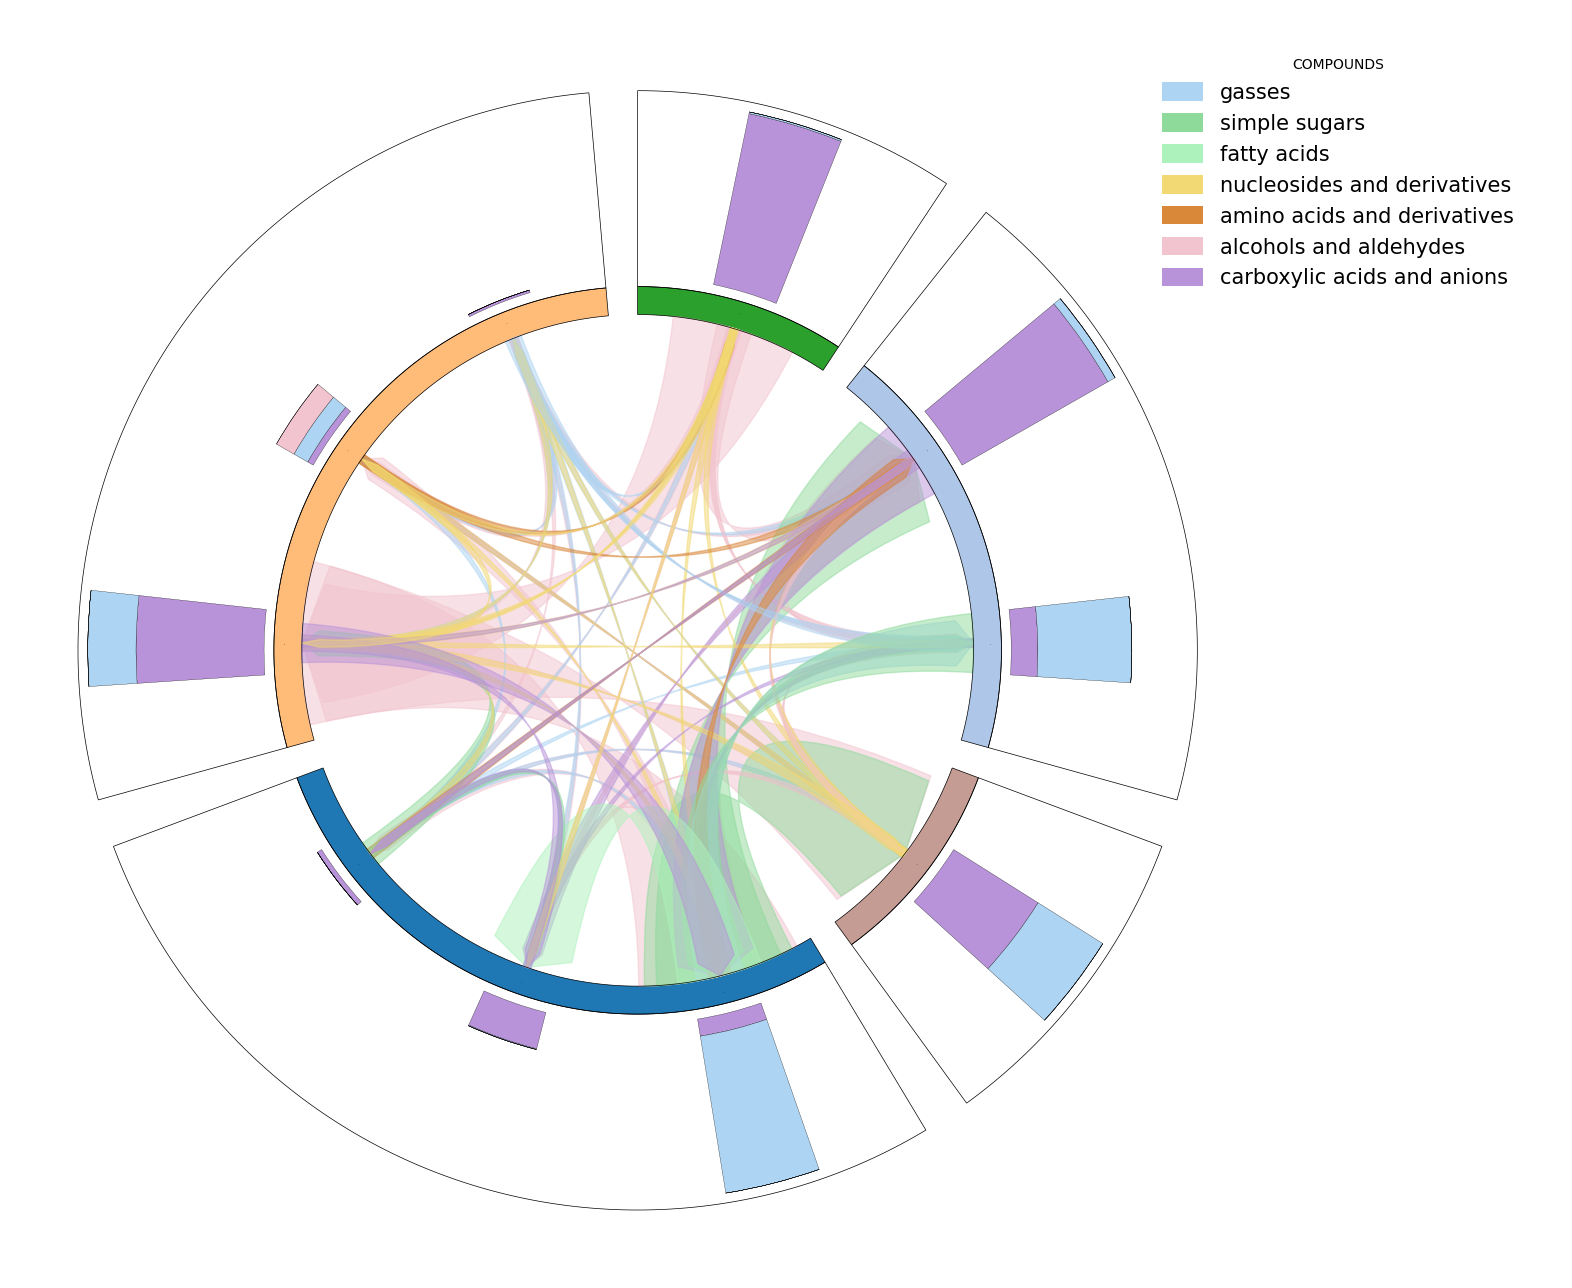 COMPOUNDS
gasses
simple sugars
fatty acids
nucleosides and derivatives
amino acids and derivatives
alcohols and aldehydes
carboxylic acids and anions